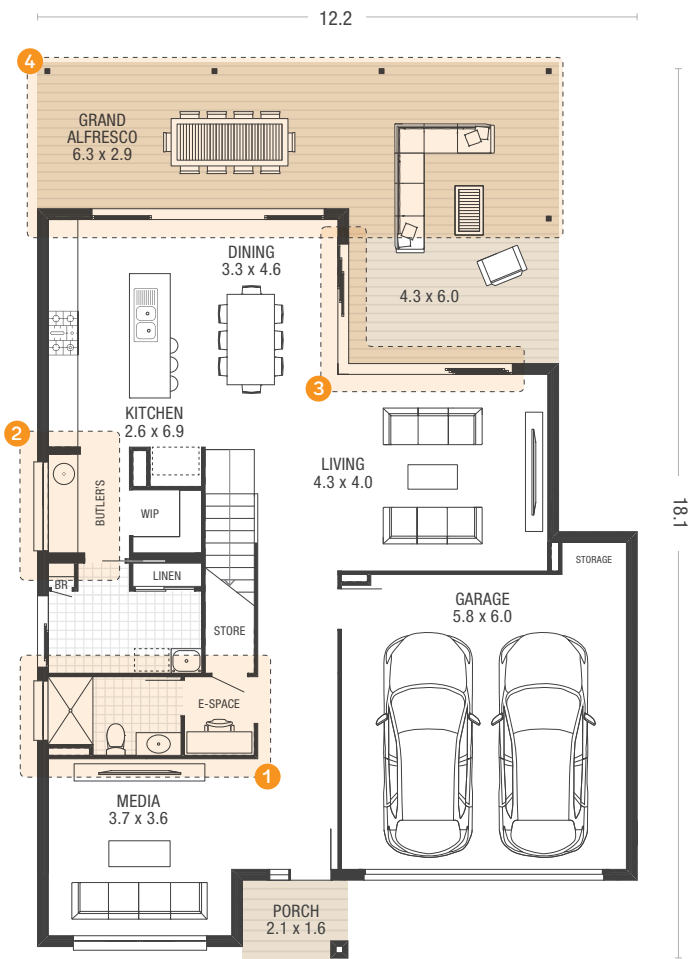 12.2
4
GRAND
ALFRESCO
6.3 x 2.9
DINING
3.3 x 4.6
4.3 x 6.0
3
KITCHEN
2.6 x 6.9
2
LIVING
4.3 x 4.0
BUTLER'S
WIP
18.1
STORAGE
LINEN
BR
GARAGE
5.8 x 6.0
STORE
E-SPACE
1
MEDIA
3.7 x 3.6
PORCH
2.1 x 1.6